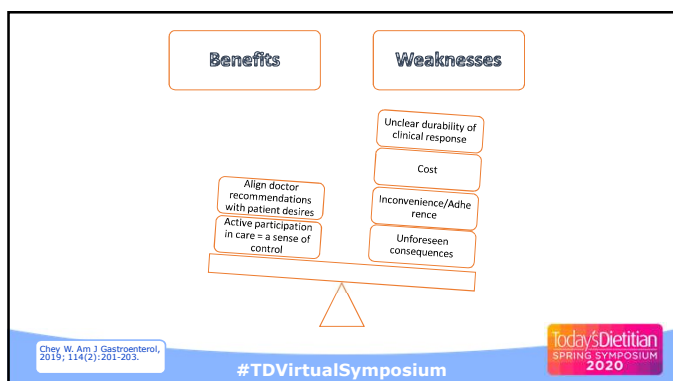 Benefits
Weaknesses
Unclear durability of
clinical response
Cost
Inconvenience/Adhe
rence
Unforeseen
consequences
Align doctor
recommendations
with patient desires
Active participation
in care = a sense of
control
Chey W. Am J Gastroenterol,
2019; 114(2):201-203.
#TDVirtualSymposium
Today'sDietitian
SPRING SYMPOSIUM
2020